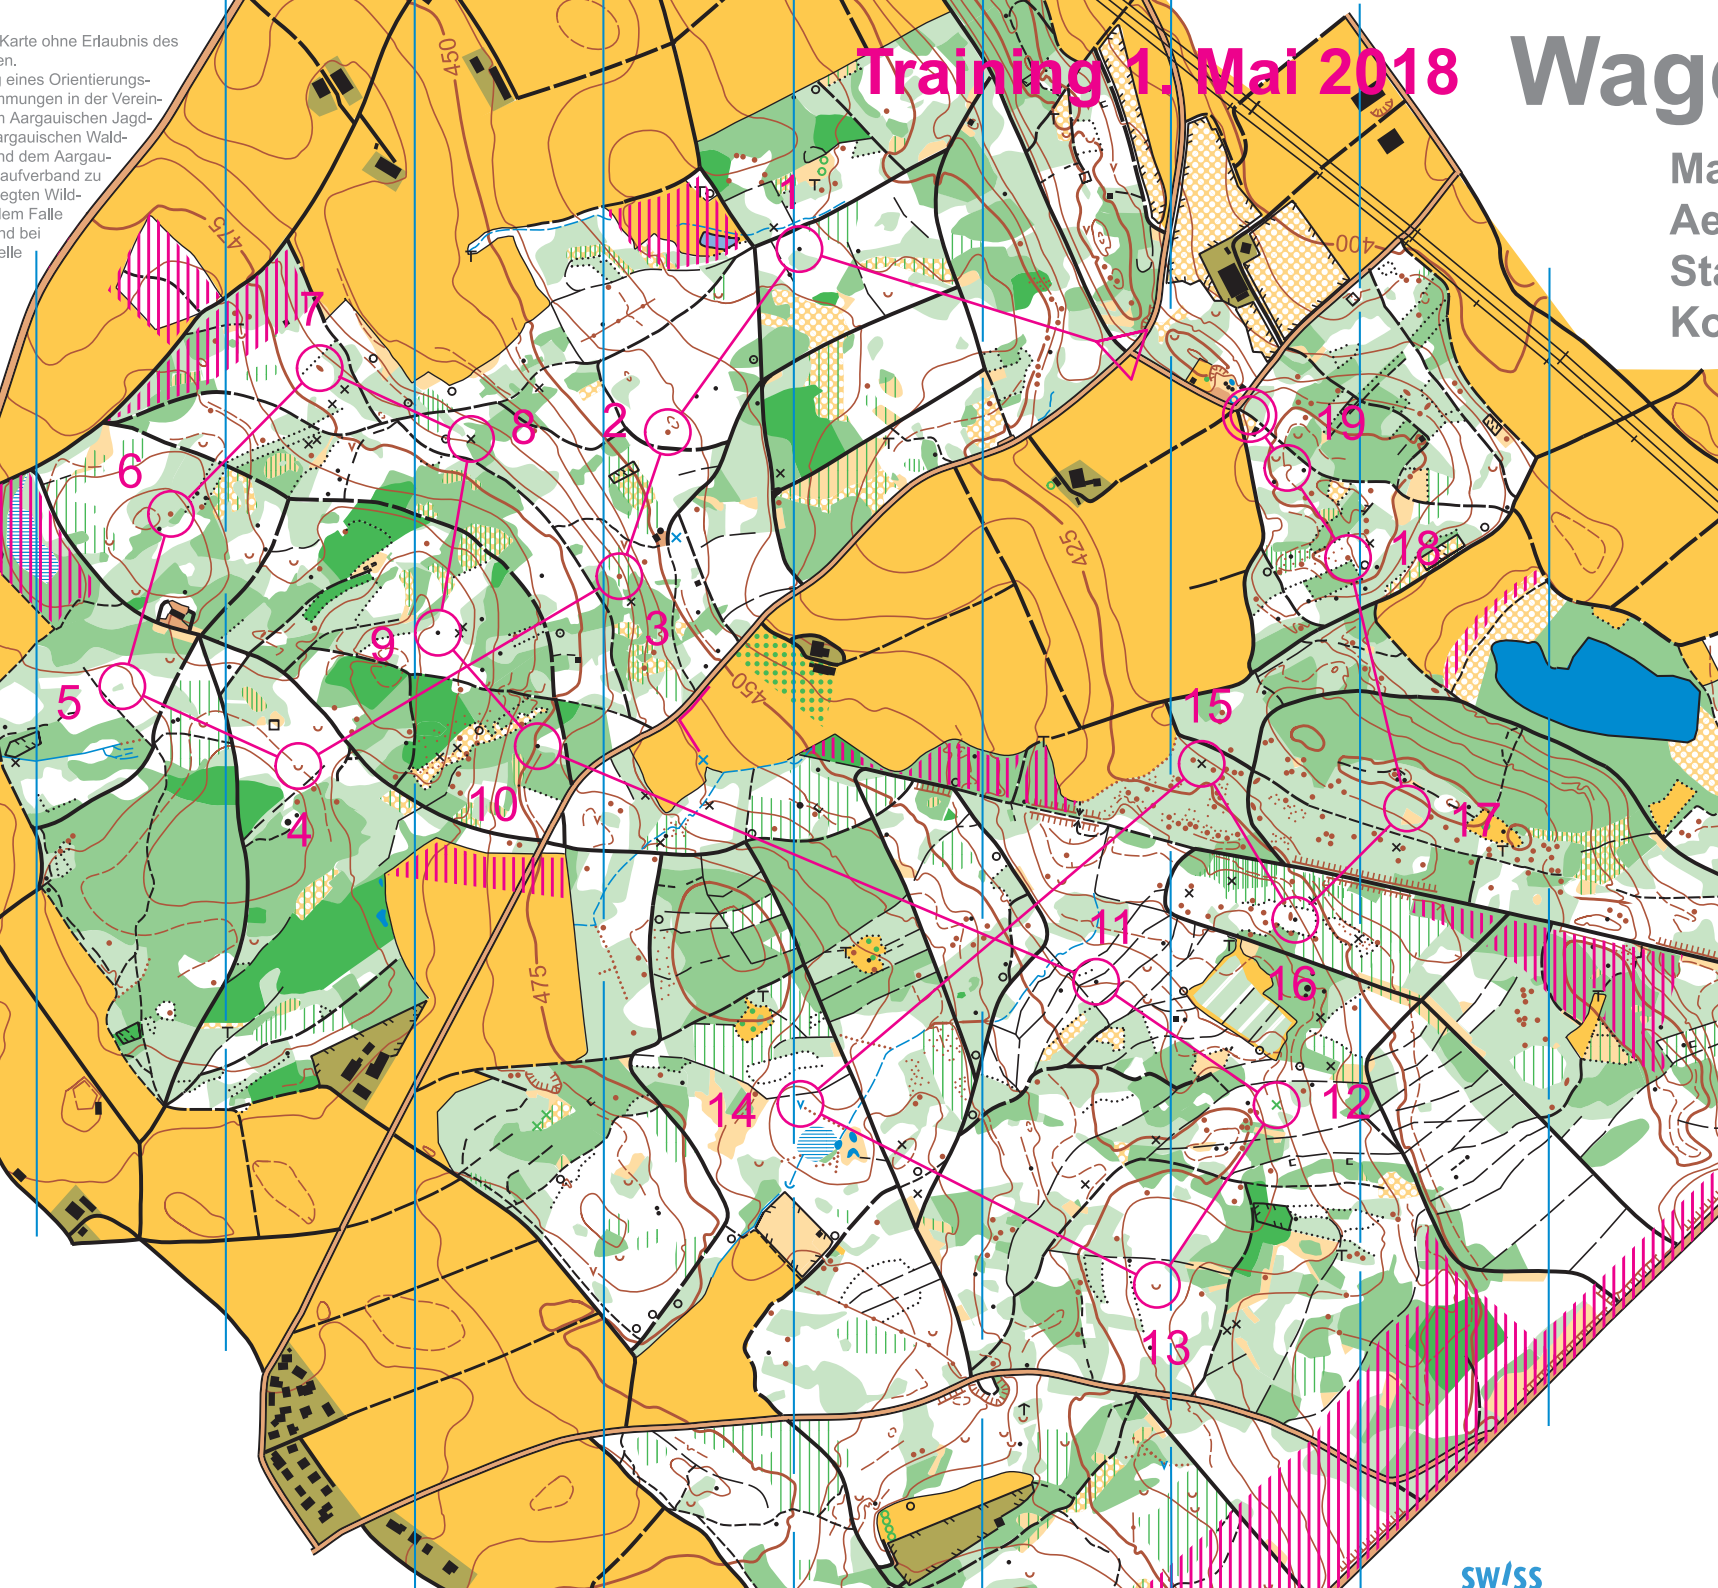 Karte ohne Erlaubnis des
en.
g eines Orientierungs-
mmungen in der Verein-
m Aargauischen Jagd-
argauischen Wald-
nd dem Aargau-
aufverband zu
egten Wild-
dem Falle
nd bei
elle
Training 1. Mai 2018
Wag
Ma
Ae
Sta
Ko
450
475
400
425
450
475
1
2
3
4
5
6
7
8
9
10
11
12
13
14
15
16
17
18
19
swiss